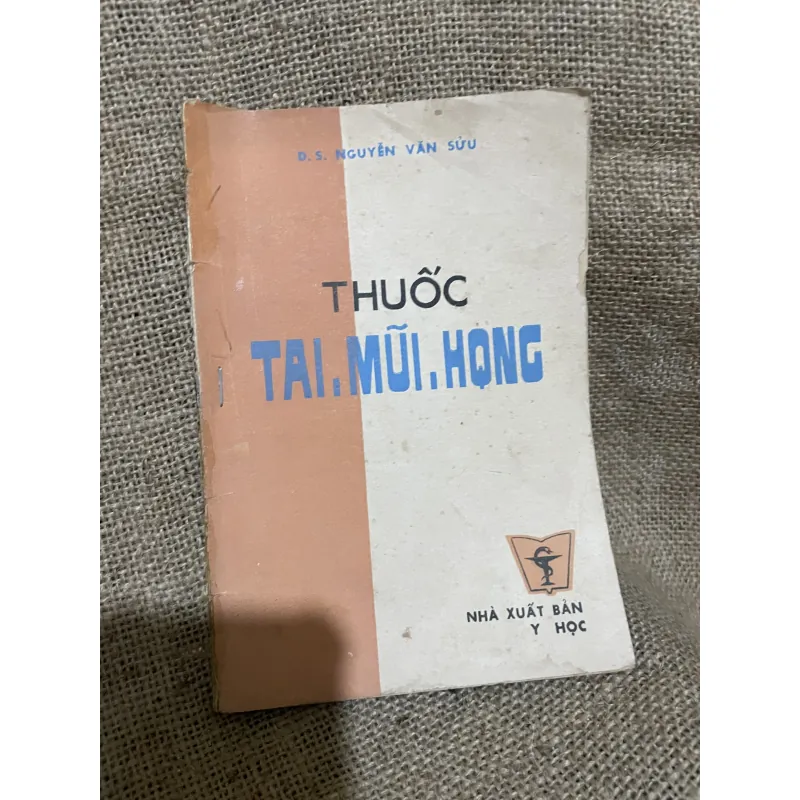 D.S. NGUYỄN VĂN SỬU
THUỐC
TAI.MŨI.HỌNG
NHÀ XUẤT BẢN
Y HỌC